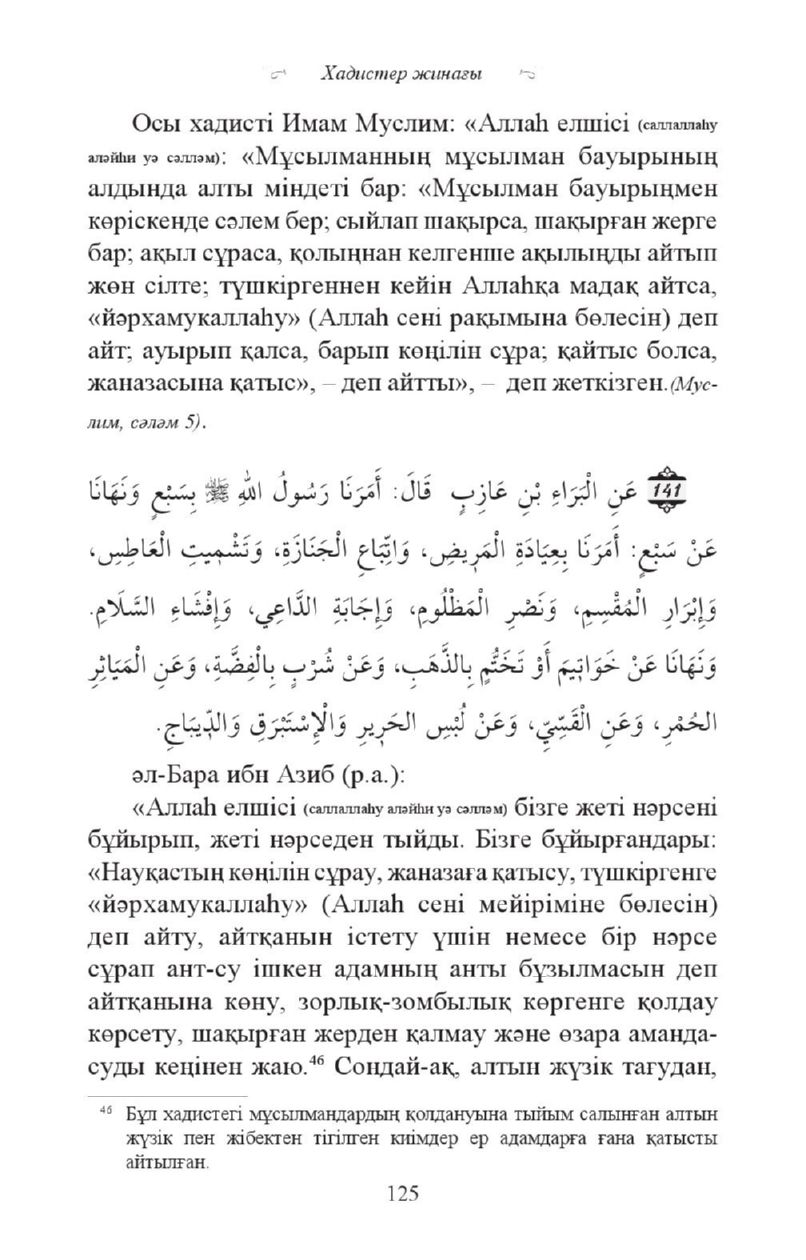 Хадистер жинағы
Осы хадисті Имам Муслим: «Аллаһ елшісі (саллаллаһу
аләйһи уә сәлләм): «Мұсылманның мұсылман бауырының
алдында алты міндеті бар: «Мұсылман бауырыңмен
көріскенде сәлем бер; сыйлап шақырса, шақырған жерге
бар; ақыл сұраса, қолыңнан келгенше ақылыңды айтып
жөн сілте; түшкіргеннен кейін Аллаһқа мадақ айтса,
«йәрхамукаллаһу» (Аллаһ сені рақымына бөлесін) деп
айт; ауырып қалса, барып көңілін сұра; қайтыс болса,
жаназасына қатыс», – деп айтты», – деп жеткізген.(Мус-
лим, сәләм 5).
141 عَنِ الْبَرَاءِ بْنِ عَازِبٍ قَالَ: أَمَرَنَا رَسُولُ اللهِ ﷺ بِسَبْعٍ وَنَهَانَا
عَنْ سَبْعٍ: أَمَرَنَا بِعِيَادَةِ الْمَرِيضِ، وَاتِّبَاعِ الْجَنَازَةِ، وَتَشْمِيتِ الْعَاطِسِ،
وَإِبْرَارِ الْمُقْسِمِ، وَنَصْرِ الْمَظْلُومِ، وَإِجَابَةِ الدَّاعِي، وَإِفْشَاءِ السَّلَامِ.
وَنَهَانَا عَنْ خَوَاتِيمَ أَوْ تَخَتُّمٍ بِالذَّهَبِ، وَعَنْ شُرْبٍ بِالْفِضَّةِ، وَعَنِ الْمَيَاثِرِ
الحُمْرِ، وَعَنِ الْقَسِّيِّ، وَعَنْ لُبْسِ الحَرِيرِ وَالْإِسْتَبْرَقِ وَالدِّيبَاجِ.
әл-Бара ибн Азиб (р.а.):
«Аллаһ елшісі (саллаллаһу аләйһи уә сәлләм) бізге жеті нәрсені
бұйырып, жеті нәрседен тыйды. Бізге бұйырғандары:
«Науқастың көңілін сұрау, жаназаға қатысу, түшкіргенге
«йәрхамукаллаһу» (Аллаһ сені мейіріміне бөлесін)
деп айту, айтқанын істету үшін немесе бір нәрсе
сұрап ант-су ішкен адамның анты бұзылмасын деп
айтқанына көну, зорлық-зомбылық көргенге қолдау
көрсету, шақырған жерден қалмау және өзара аманда-
суды кеңінен жаю.⁴⁶ Сондай-ақ, алтын жүзік тағудан,
⁴⁶ Бұл хадистегі мұсылмандардың қолдануына тыйым салынған алтын
жүзік пен жібектен тігілген киімдер ер адамдарға ғана қатысты
айтылған.
125